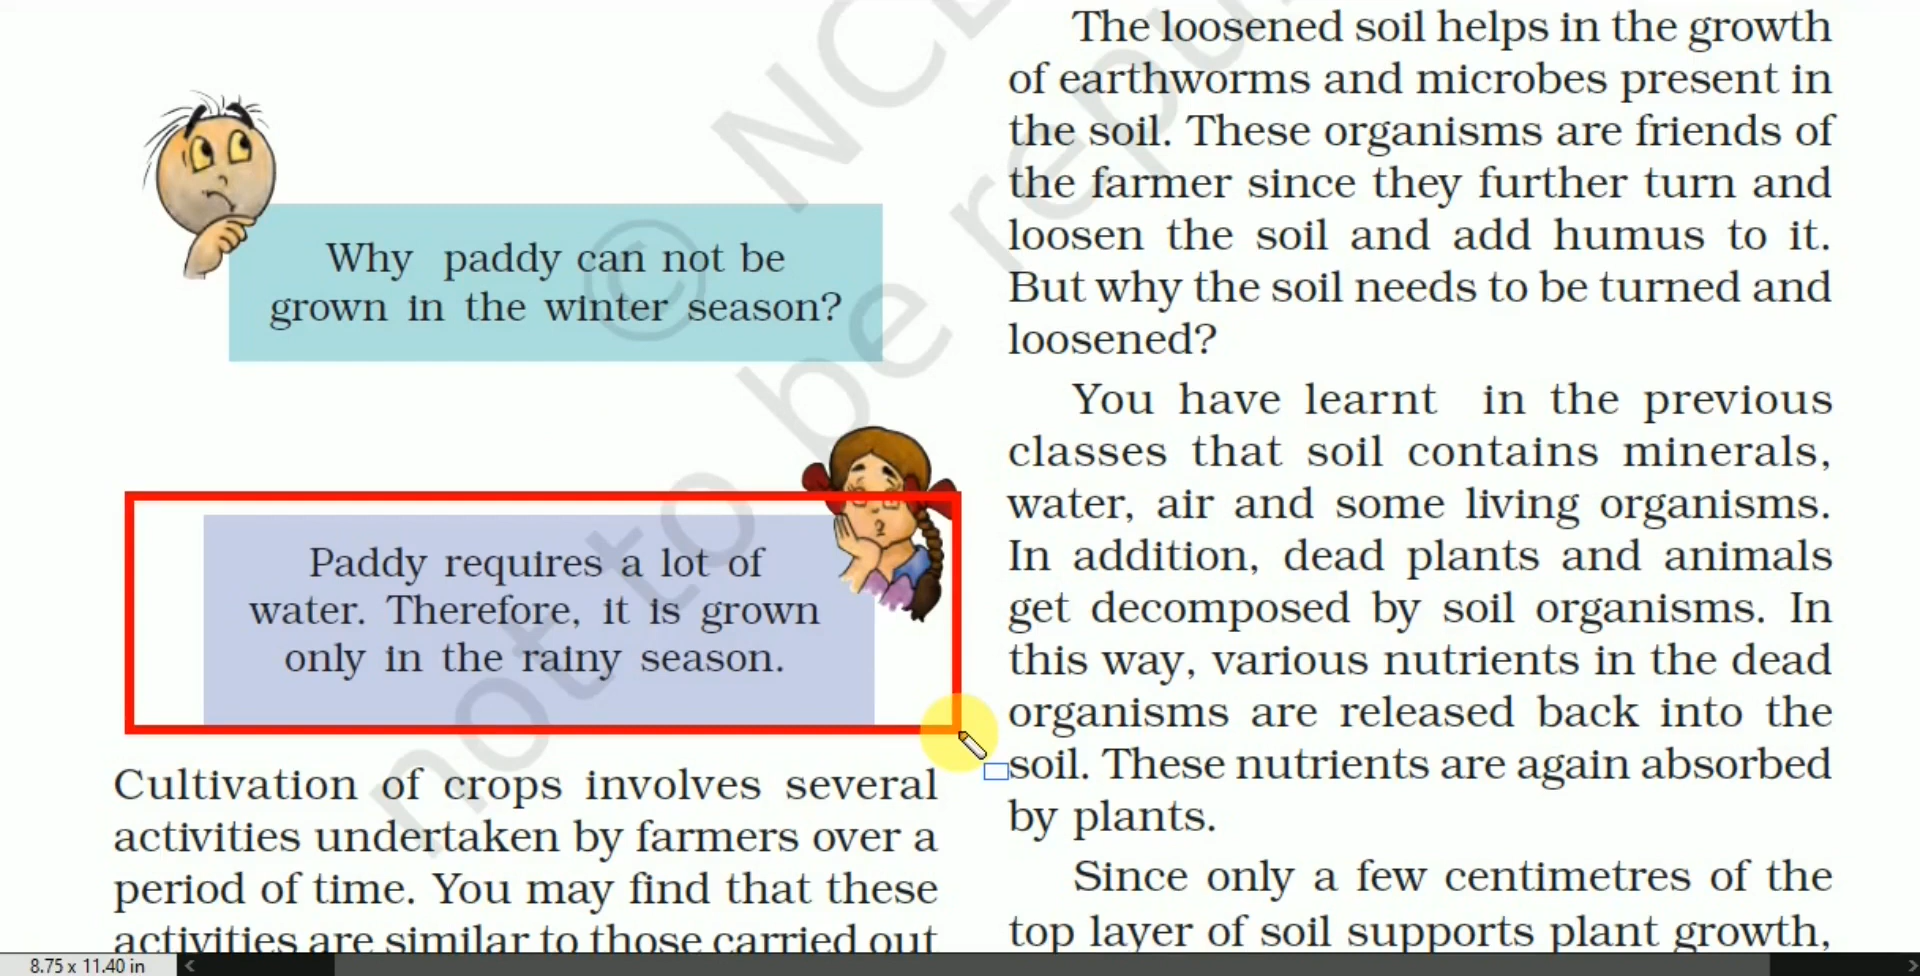 Why paddy can not be
grown in the winter season?
Paddy requires a lot of
water. Therefore, it is grown
only in the rainy season.
Cultivation of crops involves several
activities undertaken by farmers over a
period of time. You may find that these
activities are similar to those carried out
The loosened soil helps in the growth
of earthworms and microbes present in
the soil. These organisms are friends of
the farmer since they further turn and
loosen the soil and add humus to it.
But why the soil needs to be turned and
loosened?
You have learnt in the previous
classes that soil contains minerals,
water, air and some living organisms.
In addition, dead plants and animals
get decomposed by soil organisms. In
this way, various nutrients in the dead
organisms are released back into the
soil. These nutrients are again absorbed
by plants.
Since only a few centimetres of the
top layer of soil supports plant growth,
not to be
©
8.75 x 11.40 in